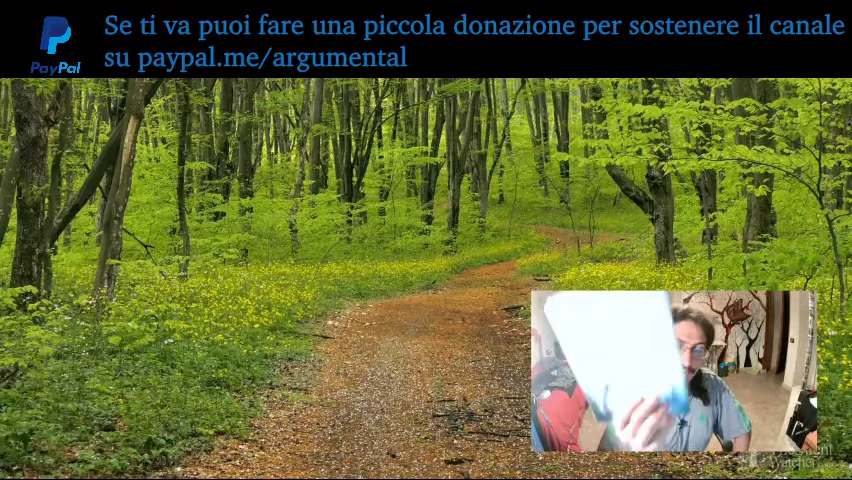 Se ti va puoi fare una piccola donazione per sostenere il canale
su paypal.me/argumental
PayPal